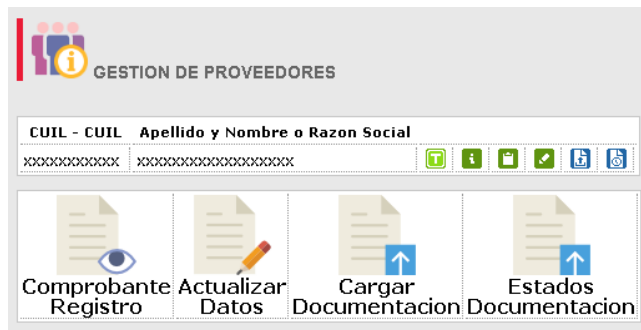 GESTION DE PROVEEDORES
CUIL - CUIL Apellido y Nombre o Razon Social
xxxxxxxxxxx xxxxxxxxxxxxxxxxxx T i
Comprobante Actualizar Cargar Estados
Registro Datos Documentacion Documentacion